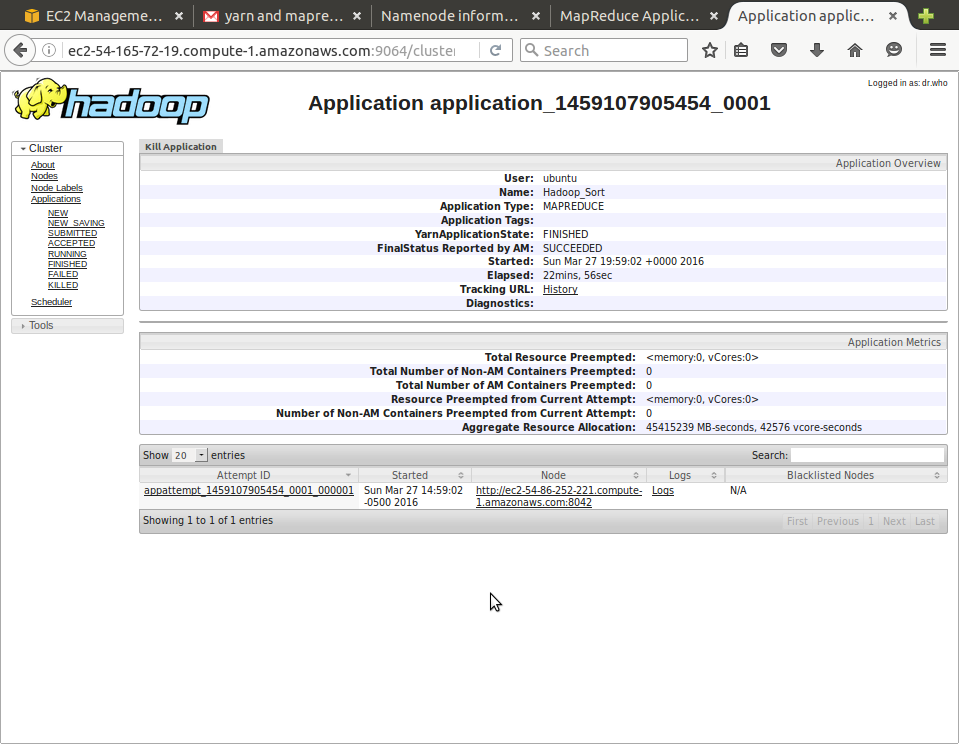 EC2 Manageme... × yarn and mapre... × Namenode inform... × MapReduce Applic... × Application applic... ×
ec2-54-165-72-19.compute-1.amazonaws.com:9064/cluster
Search
Logged in as: dr.who
hadoop
Application application_1459107905454_0001
Cluster
About
Nodes
Node Labels
Applications
NEW
NEW_SAVING
SUBMITTED
ACCEPTED
RUNNING
FINISHED
FAILED
KILLED
Scheduler
Tools
Kill Application
Application Overview
User: ubuntu
Name: Hadoop_Sort
Application Type: MAPREDUCE
Application Tags:
YarnApplicationState: FINISHED
FinalStatus Reported by AM: SUCCEEDED
Started: Sun Mar 27 19:59:02 +0000 2016
Elapsed: 22mins, 56sec
Tracking URL: History
Diagnostics:
Application Metrics
Total Resource Preempted: <memory:0, vCores:0>
Total Number of Non-AM Containers Preempted: 0
Total Number of AM Containers Preempted: 0
Resource Preempted from Current Attempt: <memory:0, vCores:0>
Number of Non-AM Containers Preempted from Current Attempt: 0
Aggregate Resource Allocation: 45415239 MB-seconds, 42576 vcore-seconds
Show 20 entries Search:
Attempt ID Started Node Logs Blacklisted Nodes
appattempt_1459107905454_0001_000001 Sun Mar 27 14:59:02 http://ec2-54-86-252-221.compute- Logs N/A
-0500 2016 1.amazonaws.com:8042
Showing 1 to 1 of 1 entries First Previous 1 Next Last